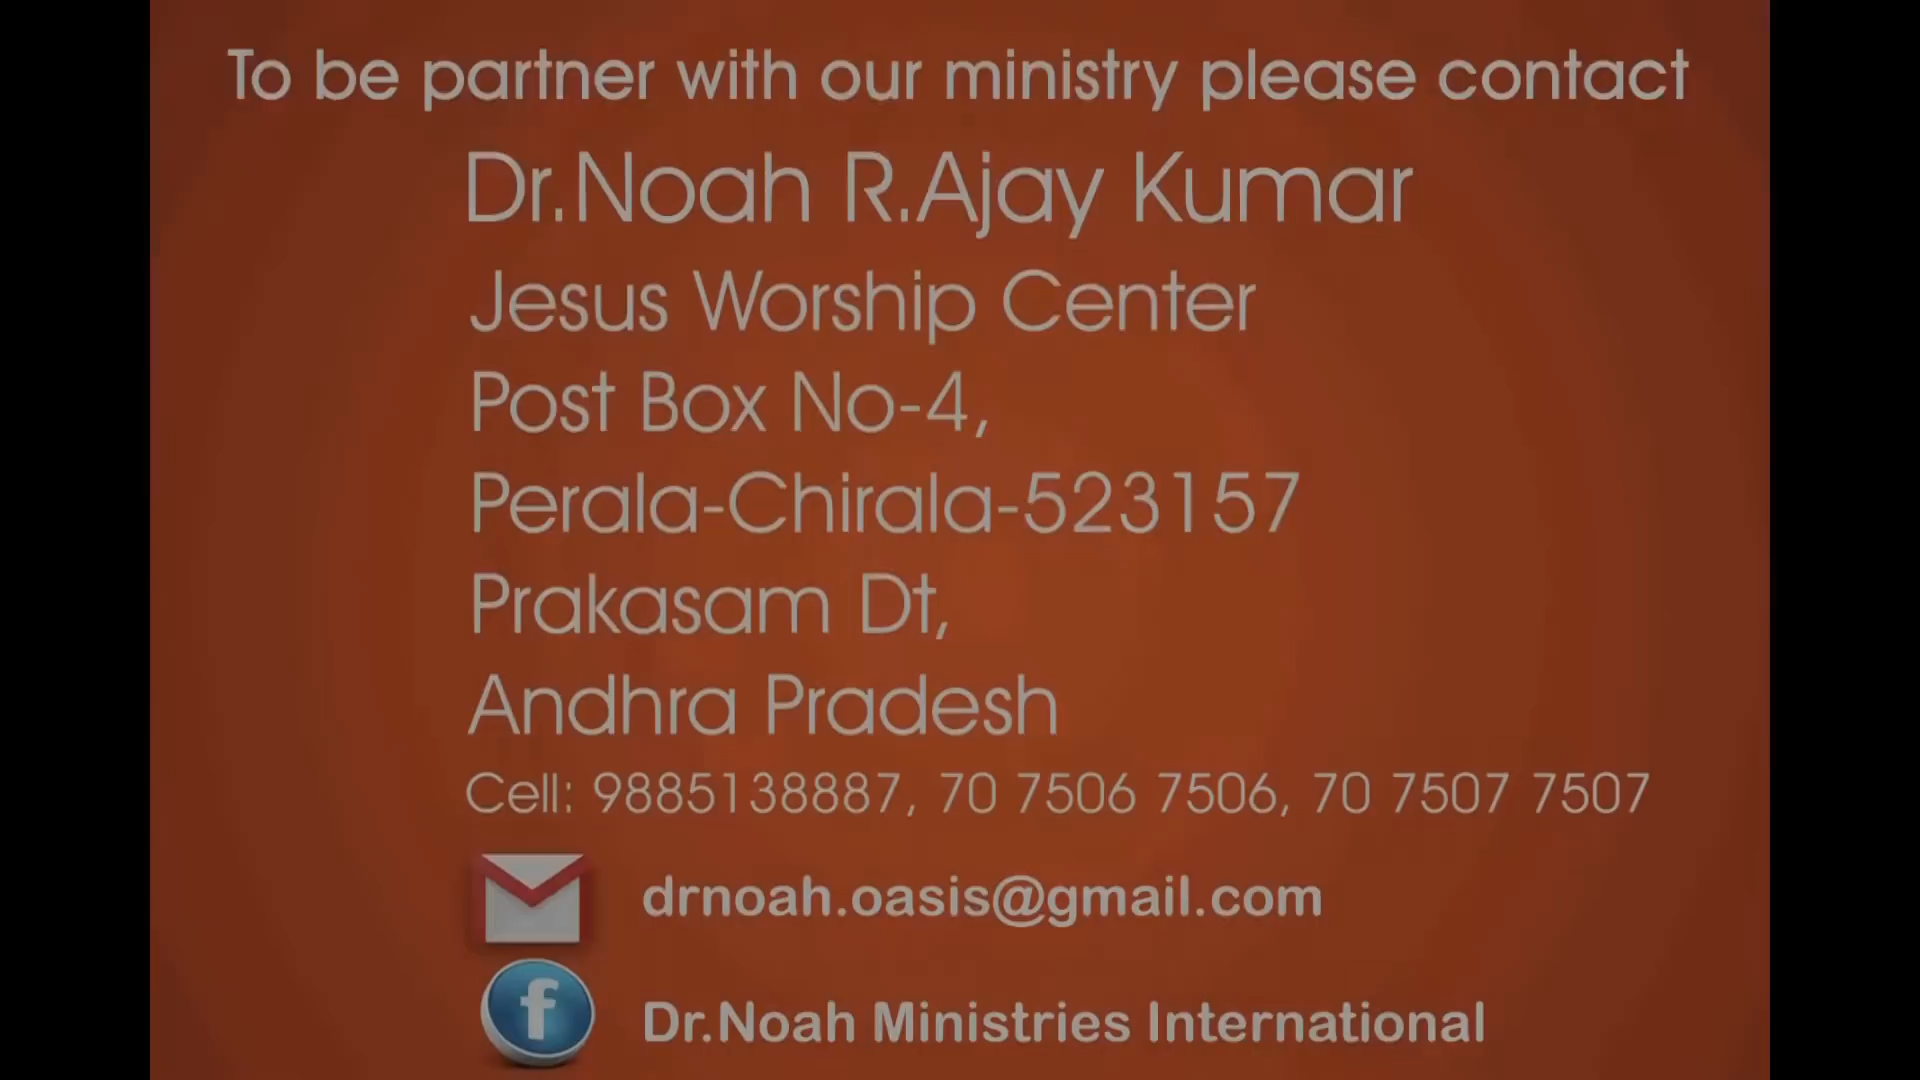 To be partner with our ministry please contact
Dr.Noah R.Ajay Kumar
Jesus Worship Center
Post Box No-4,
Perala-Chirala-523157
Prakasam Dt,
Andhra Pradesh
Cell: 9885138887, 70 7506 7506, 70 7507 7507
drnoah.oasis@gmail.com
f
Dr.Noah Ministries International